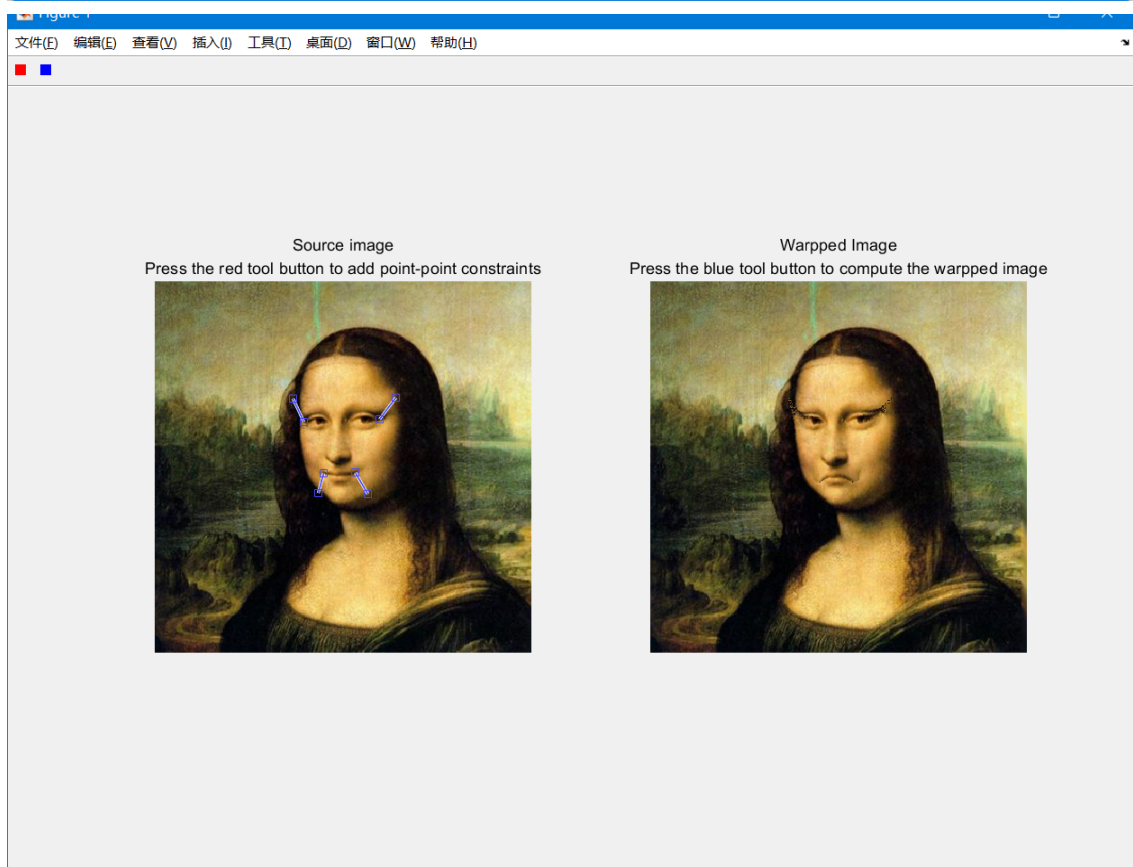 Figure 1
文件(F) 编辑(E) 查看(V) 插入(I) 工具(T) 桌面(D) 窗口(W) 帮助(H)
Source image
Press the red tool button to add point-point constraints
Warpped Image
Press the blue tool button to compute the warpped image